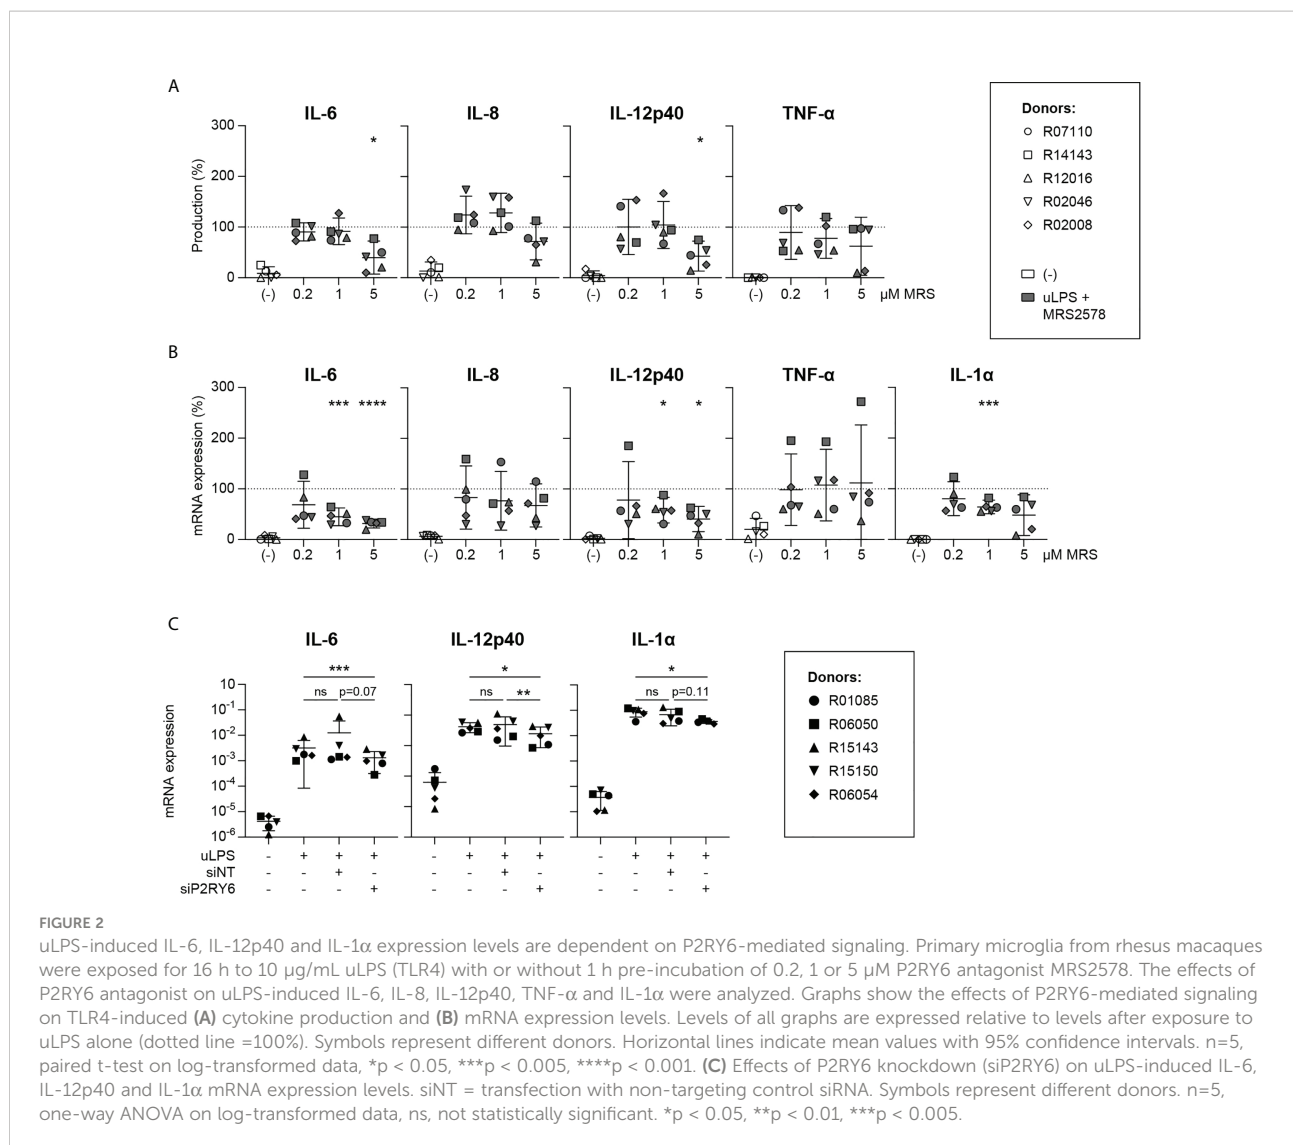 A
IL-6 IL-8 IL-12p40 TNF-α
Donors:
R07110
R14143
R12016
R02046
R02008
(-)
uLPS +
MRS2578
Production (%)
300
200
100
0
* *
(-) 0.2 1 5 (-) 0.2 1 5 (-) 0.2 1 5 (-) 0.2 1 5 µM MRS
B
IL-6 IL-8 IL-12p40 TNF-α IL-1α
mRNA expression (%)
300
200
100
0
*** **** * * ***
(-) 0.2 1 5 (-) 0.2 1 5 (-) 0.2 1 5 (-) 0.2 1 5 (-) 0.2 1 5 µM MRS
C
IL-6 IL-12p40 IL-1α
Donors:
R01085
R06050
R15143
R15150
R06054
mRNA expression
*** * *
ns p=0.07 ns ** ns p=0.11
10
10-1
10-2
10-3
10-4
10-5
10-6
uLPS - + + + - + + + - + + +
siNT - - + - - - + - - - + -
siP2RY6 - - - + - - - + - - - +
FIGURE 2
uLPS-induced IL-6, IL-12p40 and IL-1α expression levels are dependent on P2RY6-mediated signaling. Primary microglia from rhesus macaques
were exposed for 16 h to 10 µg/mL uLPS (TLR4) with or without 1 h pre-incubation of 0.2, 1 or 5 µM P2RY6 antagonist MRS2578. The effects of
P2RY6 antagonist on uLPS-induced IL-6, IL-8, IL-12p40, TNF-α and IL-1α were analyzed. Graphs show the effects of P2RY6-mediated signaling
on TLR4-induced (A) cytokine production and (B) mRNA expression levels. Levels of all graphs are expressed relative to levels after exposure to
uLPS alone (dotted line =100%). Symbols represent different donors. Horizontal lines indicate mean values with 95% confidence intervals. n=5,
paired t-test on log-transformed data, *p < 0.05, ***p < 0.005, ****p < 0.001. (C) Effects of P2RY6 knockdown (siP2RY6) on uLPS-induced IL-6,
IL-12p40 and IL-1α mRNA expression levels. siNT = transfection with non-targeting control siRNA. Symbols represent different donors. n=5,
one-way ANOVA on log-transformed data, ns, not statistically significant. *p < 0.05, **p < 0.01, ***p < 0.005.